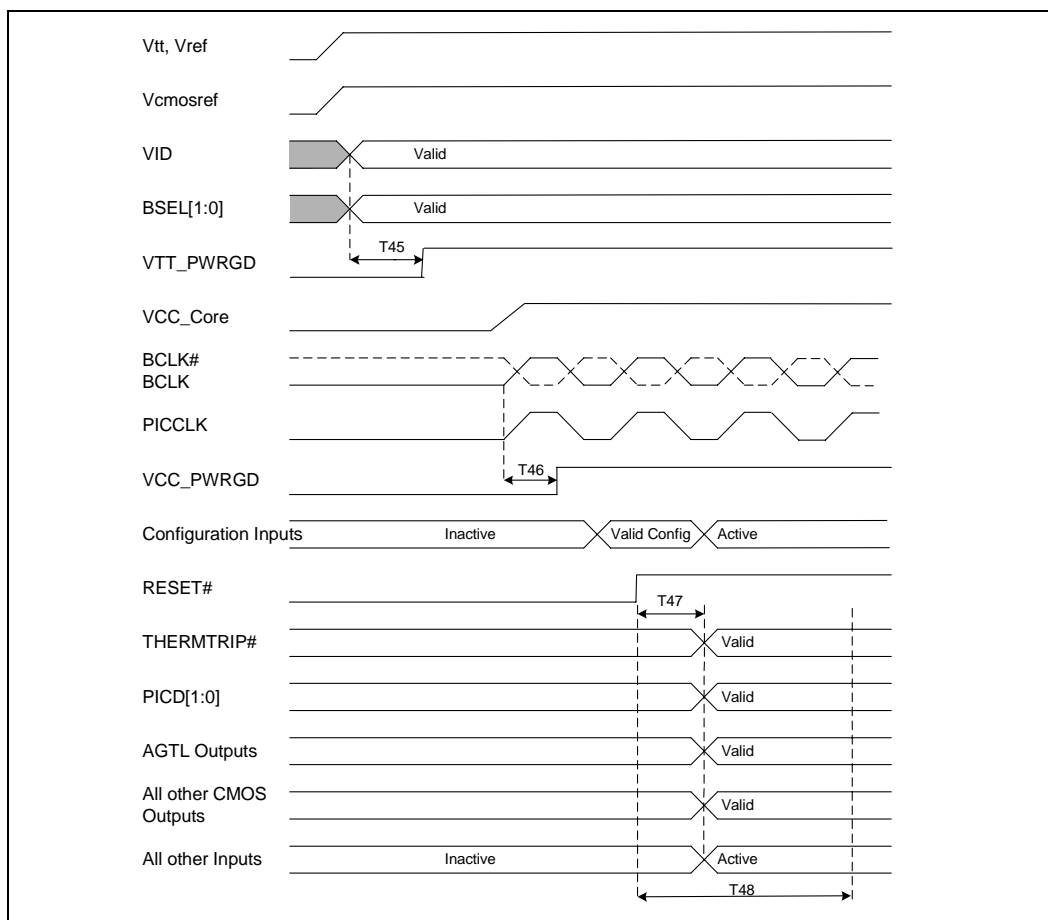 Vtt, Vref
Vcmosref
VID Valid
BSEL[1:0] Valid
T45
VTT_PWRGD
VCC_Core
BCLK#
BCLK
PICCLK
T46
VCC_PWRGD
Configuration Inputs Inactive Valid Config Active
RESET#
T47
THERMTRIP# Valid
PICD[1:0] Valid
AGTL Outputs Valid
All other CMOS
Outputs Valid
All other Inputs Inactive Active
T48